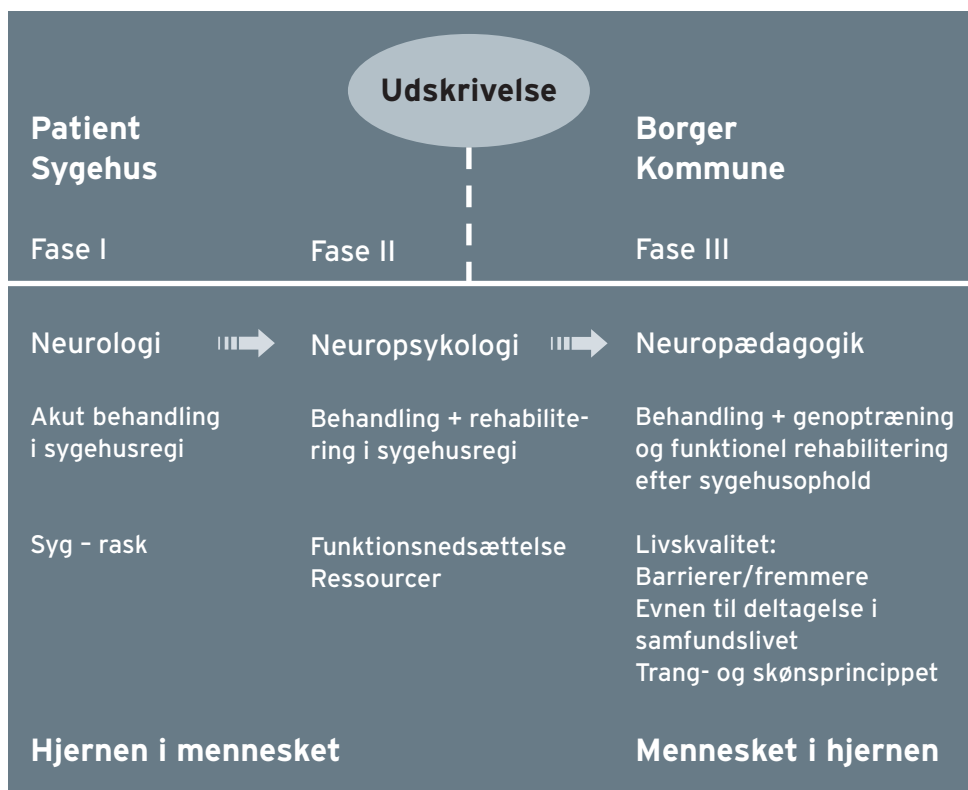 Udskrivelse
Patient
Sygehus
Borger
Kommune
Fase I
Fase II
Fase III
Neurologi
Neuropsykologi
Neuropædagogik
Akut behandling
i sygehusregi
Behandling + rehabilite-
ring i sygehusregi
Behandling + genoptræning
og funktionel rehabilitering
efter sygehusophold
Syg – rask
Funktionsnedsættelse
Ressourcer
Livskvalitet:
Barrierer/fremmere
Evnen til deltagelse i
samfundslivet
Trang- og skønsprincippet
Hjernen i mennesket
Mennesket i hjernen